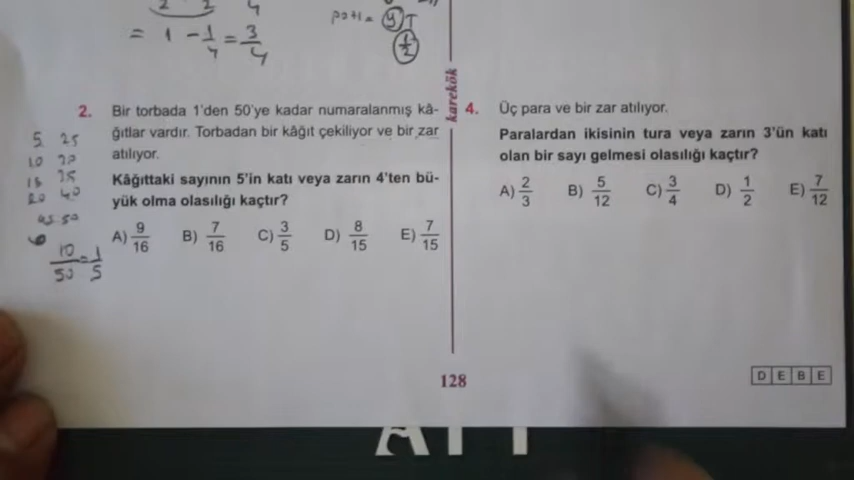 = 1 - 1/4 = 3/4
1/2
karekök
2. Bir torbada 1'den 50'ye kadar numaralanmış kâ-
ğıtlar vardır. Torbadan bir kâğıt çekiliyor ve bir zar
atılıyor.
Kâğıttaki sayının 5'in katı veya zarın 4'ten bü-
yük olma olasılığı kaçtır?
A) 9/16 B) 7/16 C) 3/5 D) 8/15 E) 7/15
5 25
10 30
15 35
20 40
45 50
10/50 = 1/5
4. Üç para ve bir zar atılıyor.
Paralardan ikisinin tura veya zarın 3'ün katı
olan bir sayı gelmesi olasılığı kaçtır?
A) 2/3 B) 5/12 C) 3/4 D) 1/2 E) 7/12
128
D E B E